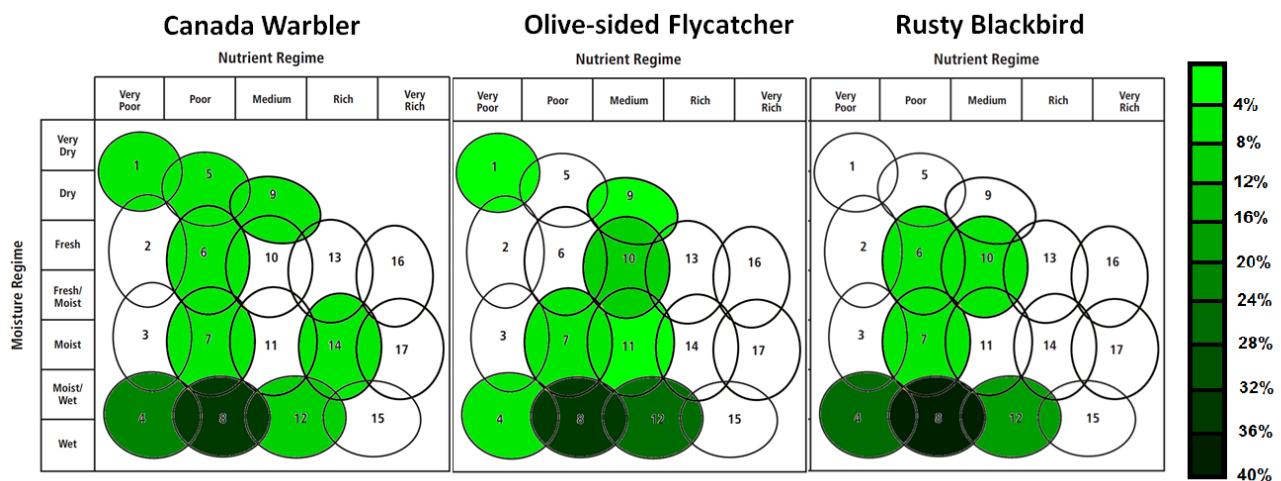 Canada Warbler
Olive-sided Flycatcher
Rusty Blackbird
Nutrient Regime
Nutrient Regime
Nutrient Regime
Very Poor
Poor
Medium
Rich
Very Rich
Very Poor
Poor
Medium
Rich
Very Rich
Very Poor
Poor
Medium
Rich
Very Rich
Moisture Regime
Very Dry
Dry
Fresh
Fresh/ Moist
Moist
Moist/ Wet
Wet
1
5
9
2
6
10
13
16
3
7
11
14
17
4
8
12
15
1
5
9
2
6
10
13
16
3
7
11
14
17
4
8
12
15
1
5
9
2
6
10
13
16
3
7
11
14
17
4
8
12
15
4%
8%
12%
16%
20%
24%
28%
32%
36%
40%